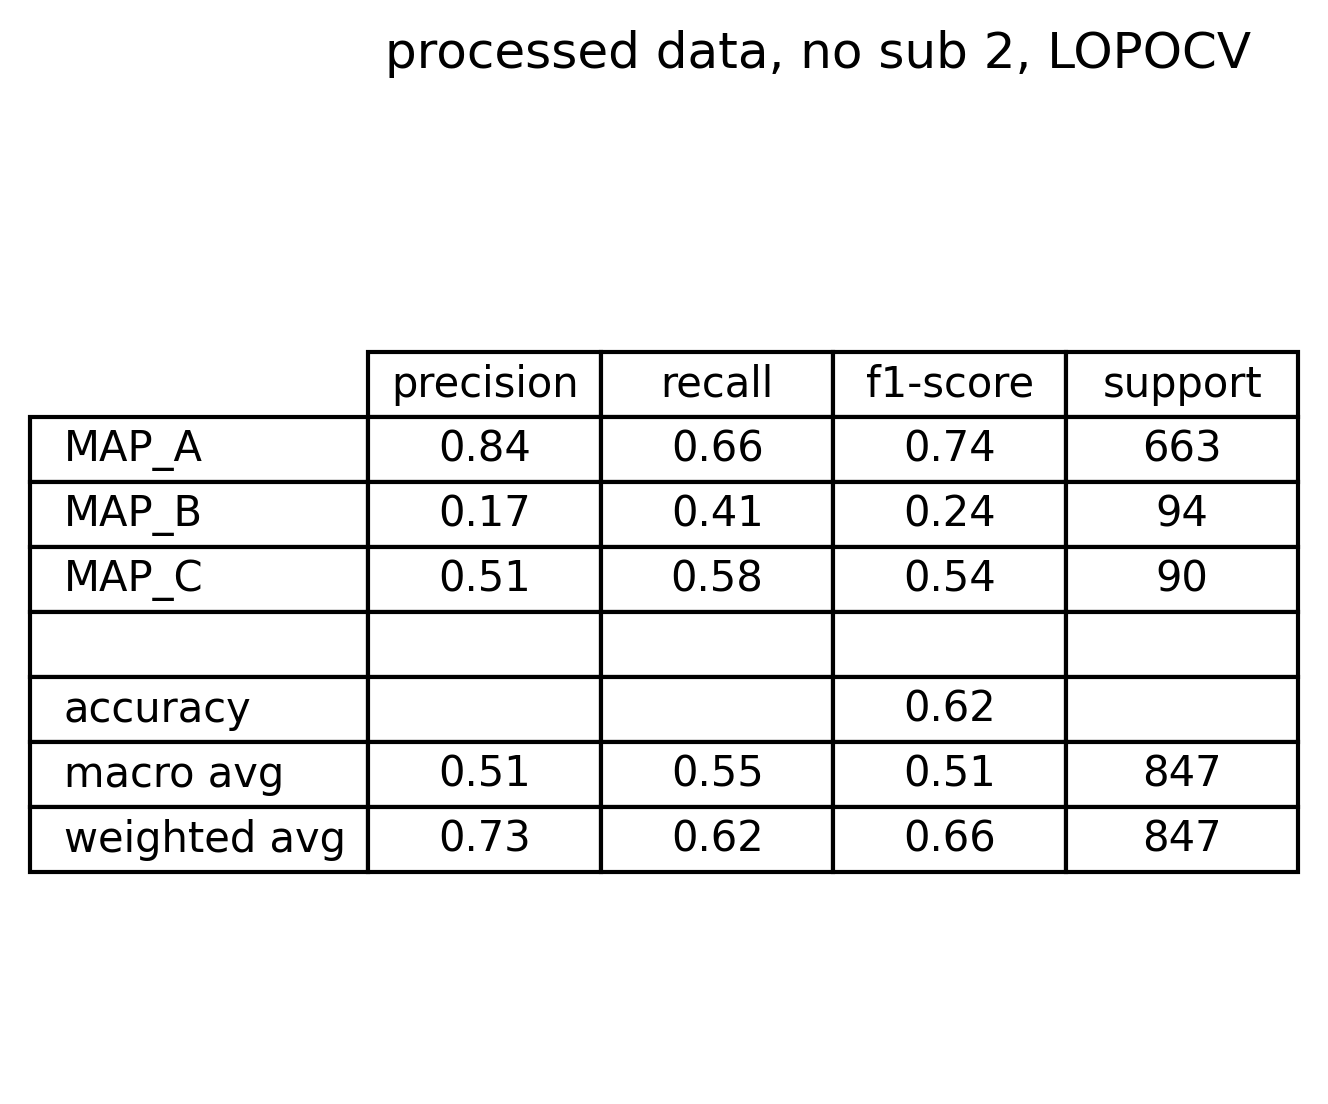 processed data, no sub 2, LOPOCV
precision recall f1-score support
MAP_A 0.84 0.66 0.74 663
MAP_B 0.17 0.41 0.24 94
MAP_C 0.51 0.58 0.54 90
accuracy 0.62
macro avg 0.51 0.55 0.51 847
weighted avg 0.73 0.62 0.66 847